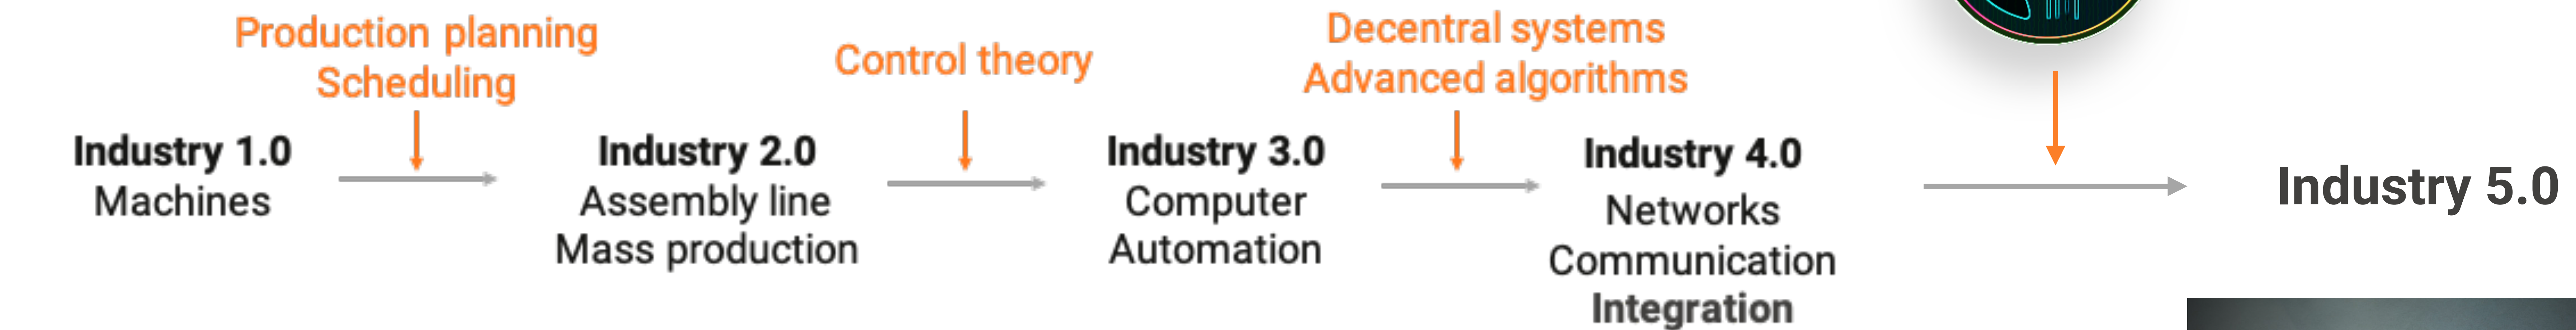 Production planning
Scheduling
Control theory
Decentral systems
Advanced algorithms
Industry 1.0
Machines
Industry 2.0
Assembly line
Mass production
Industry 3.0
Computer
Automation
Industry 4.0
Networks
Communication
Integration
Industry 5.0